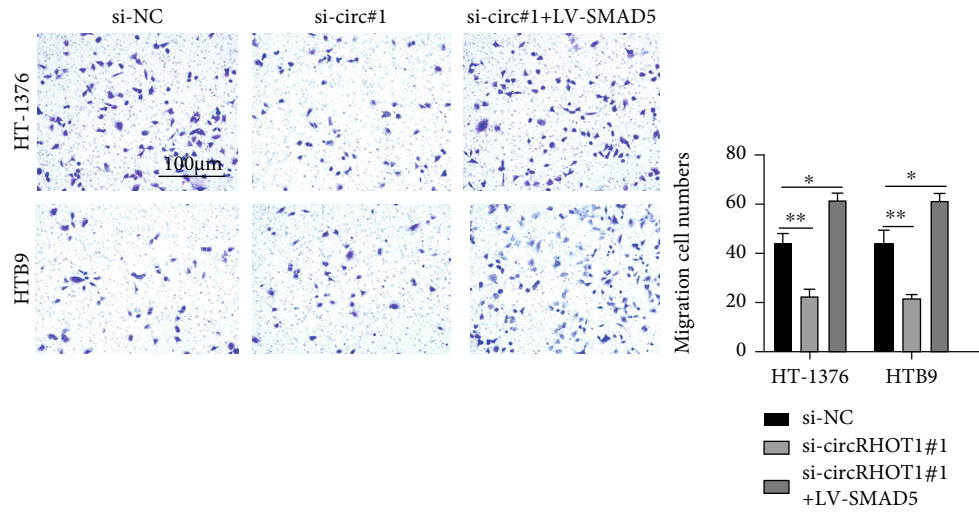 si-NC
si-circ#1
si-circ#1+LV-SMAD5
HT-1376
100μm
HTB9
Migration cell numbers
80
60
40
20
0
*
**
*
**
HT-1376
HTB9
si-NC
si-circRHOT1#1
si-circRHOT1#1
+LV-SMAD5